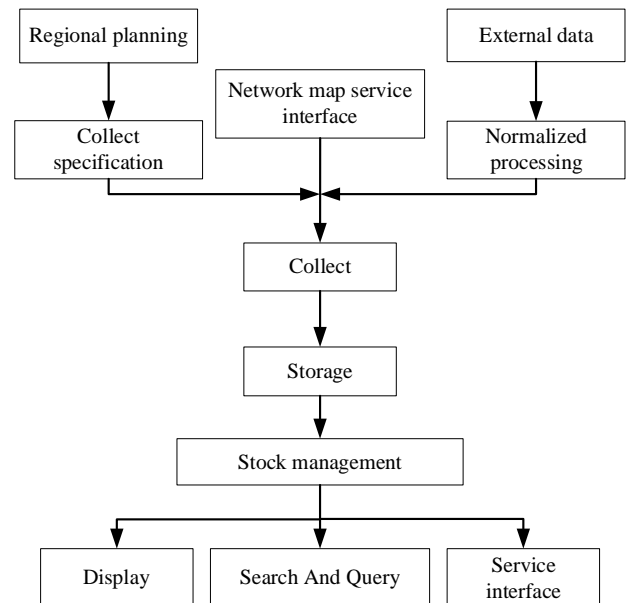 Regional planning
External data
Network map service
interface
Collect
specification
Normalized
processing
Collect
Storage
Stock management
Display
Search And Query
Service
interface